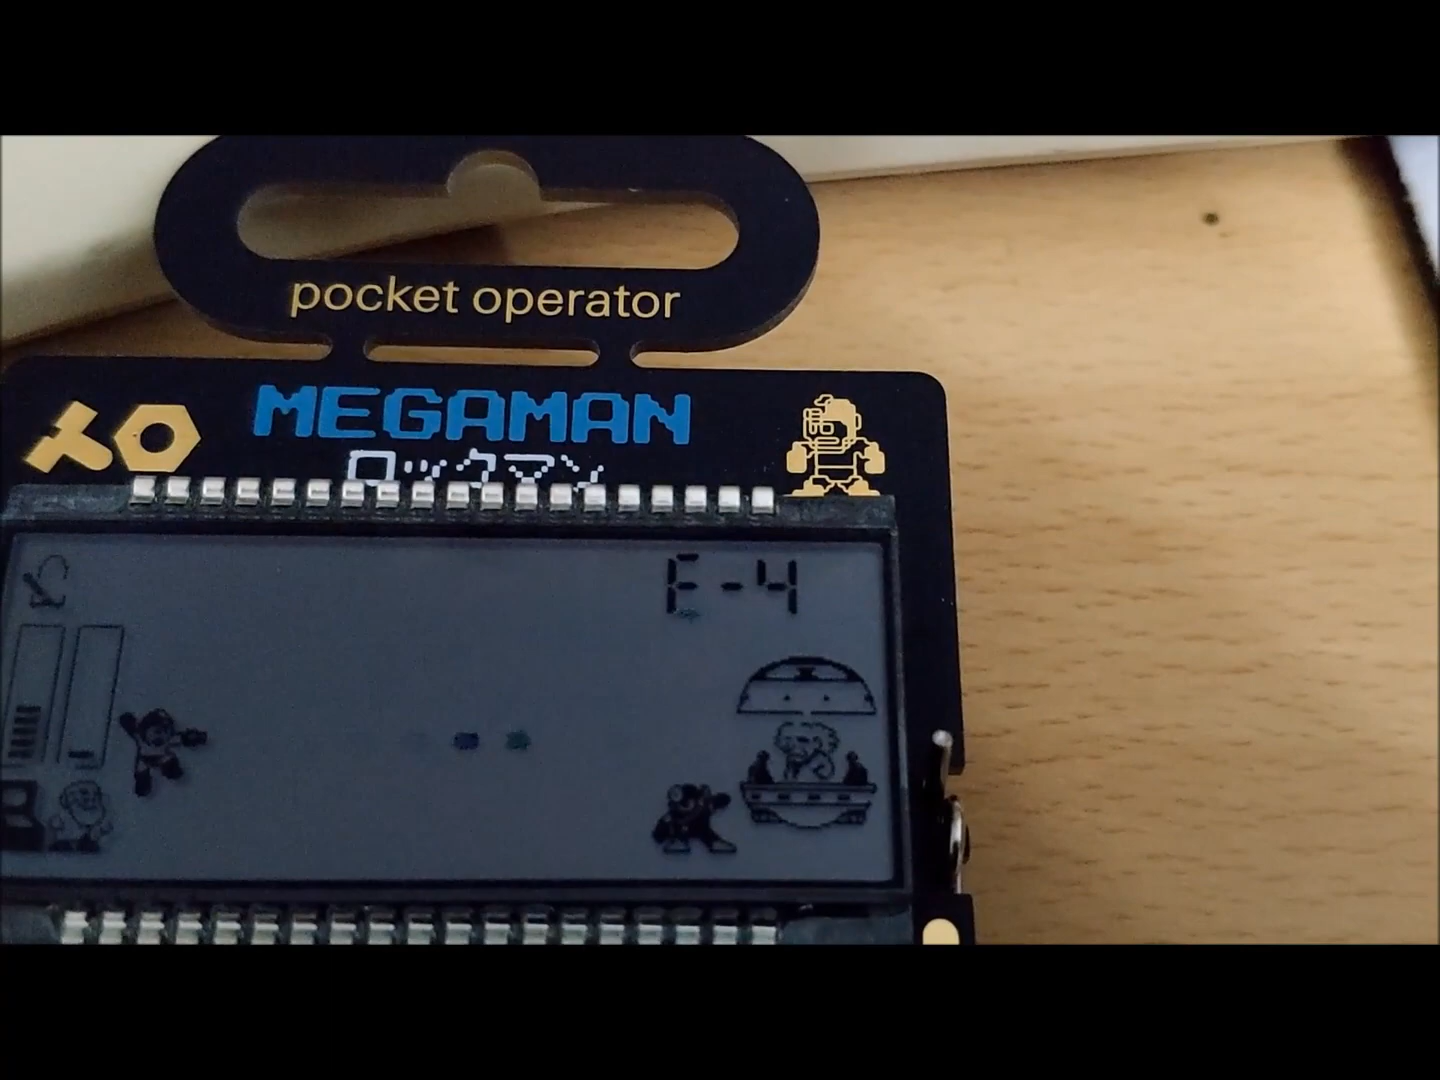 pocket operator
MEGAMAN
ロックマン
E-4